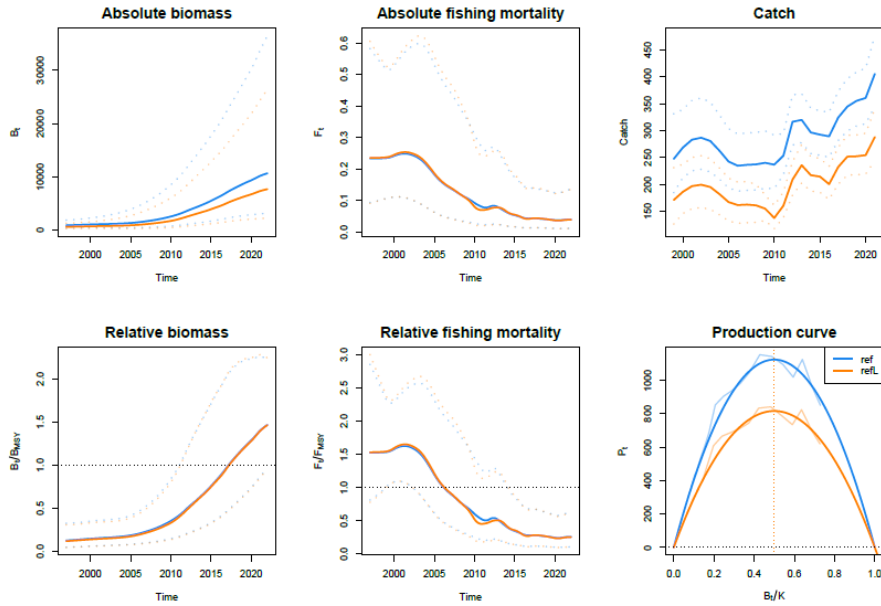 Absolute biomass
Bt
0 10000 30000
2000 2005 2010 2015 2020
Time
Absolute fishing mortality
Ft
0.0 0.1 0.2 0.3 0.4 0.5 0.6
2000 2005 2010 2015 2020
Time
Catch
Catch
150 200 250 300 350 400 450
2000 2005 2010 2015 2020
Time
Relative biomass
Bt/BMSY
0.0 0.5 1.0 1.5 2.0
2000 2005 2010 2015 2020
Time
Relative fishing mortality
Ft/FMSY
0.0 0.5 1.0 1.5 2.0 2.5 3.0
2000 2005 2010 2015 2020
Time
Production curve
ref
refL
Pt
0 200 400 600 800 1000
0.0 0.2 0.4 0.6 0.8 1.0
Bt/K